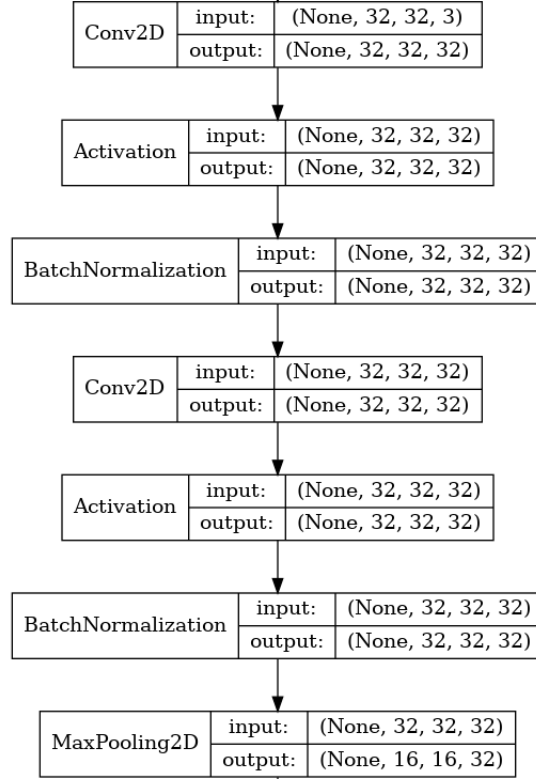 Conv2D input: (None, 32, 32, 3)
output: (None, 32, 32, 32)
Activation input: (None, 32, 32, 32)
output: (None, 32, 32, 32)
BatchNormalization input: (None, 32, 32, 32)
output: (None, 32, 32, 32)
Conv2D input: (None, 32, 32, 32)
output: (None, 32, 32, 32)
Activation input: (None, 32, 32, 32)
output: (None, 32, 32, 32)
BatchNormalization input: (None, 32, 32, 32)
output: (None, 32, 32, 32)
MaxPooling2D input: (None, 32, 32, 32)
output: (None, 16, 16, 32)